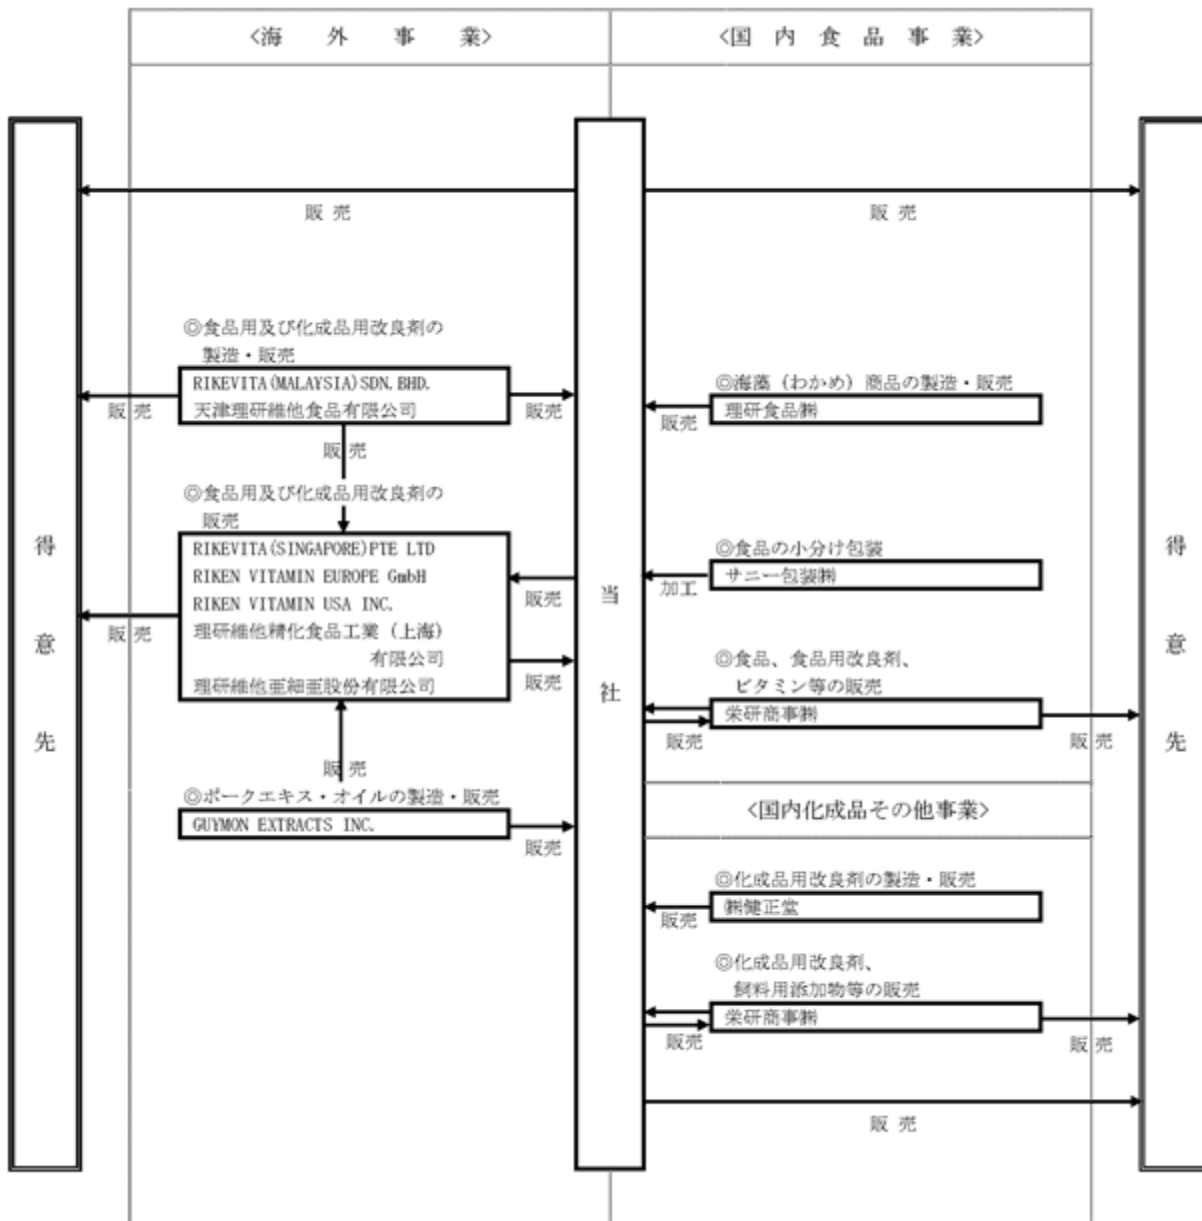 <海　外　事　業>
<国　内　食　品　事　業>
販 売
販 売
◎食品用及び化成品用改良剤の
製造・販売
RIKEVITA(MALAYSIA)SDN.BHD.
天津理研維他食品有限公司
販 売
販売
販 売
◎食品用及び化成品用改良剤の
販売
RIKEVITA(SINGAPORE)PTE LTD
RIKEN VITAMIN EUROPE GmbH
RIKEN VITAMIN USA INC.
理研維他精化食品工業（上海）
有限公司
理研維他亜細亜股份有限公司
販 売
販売
販売
販 売
◎ポークエキス・オイルの製造・販売
GUYMON EXTRACTS INC.
販売
得意先
当社
◎海藻（わかめ）商品の製造・販売
理研食品㈱
販売
◎食品の小分け包装
サニー包装㈱
加工
◎食品、食品用改良剤、
ビタミン等の販売
栄研商事㈱
販売
販 売
<国内化成品その他事業>
◎化成品用改良剤の製造・販売
㈱健正堂
販売
◎化成品用改良剤、
飼料用添加物等の販売
栄研商事㈱
販売
販 売
販 売
得意先